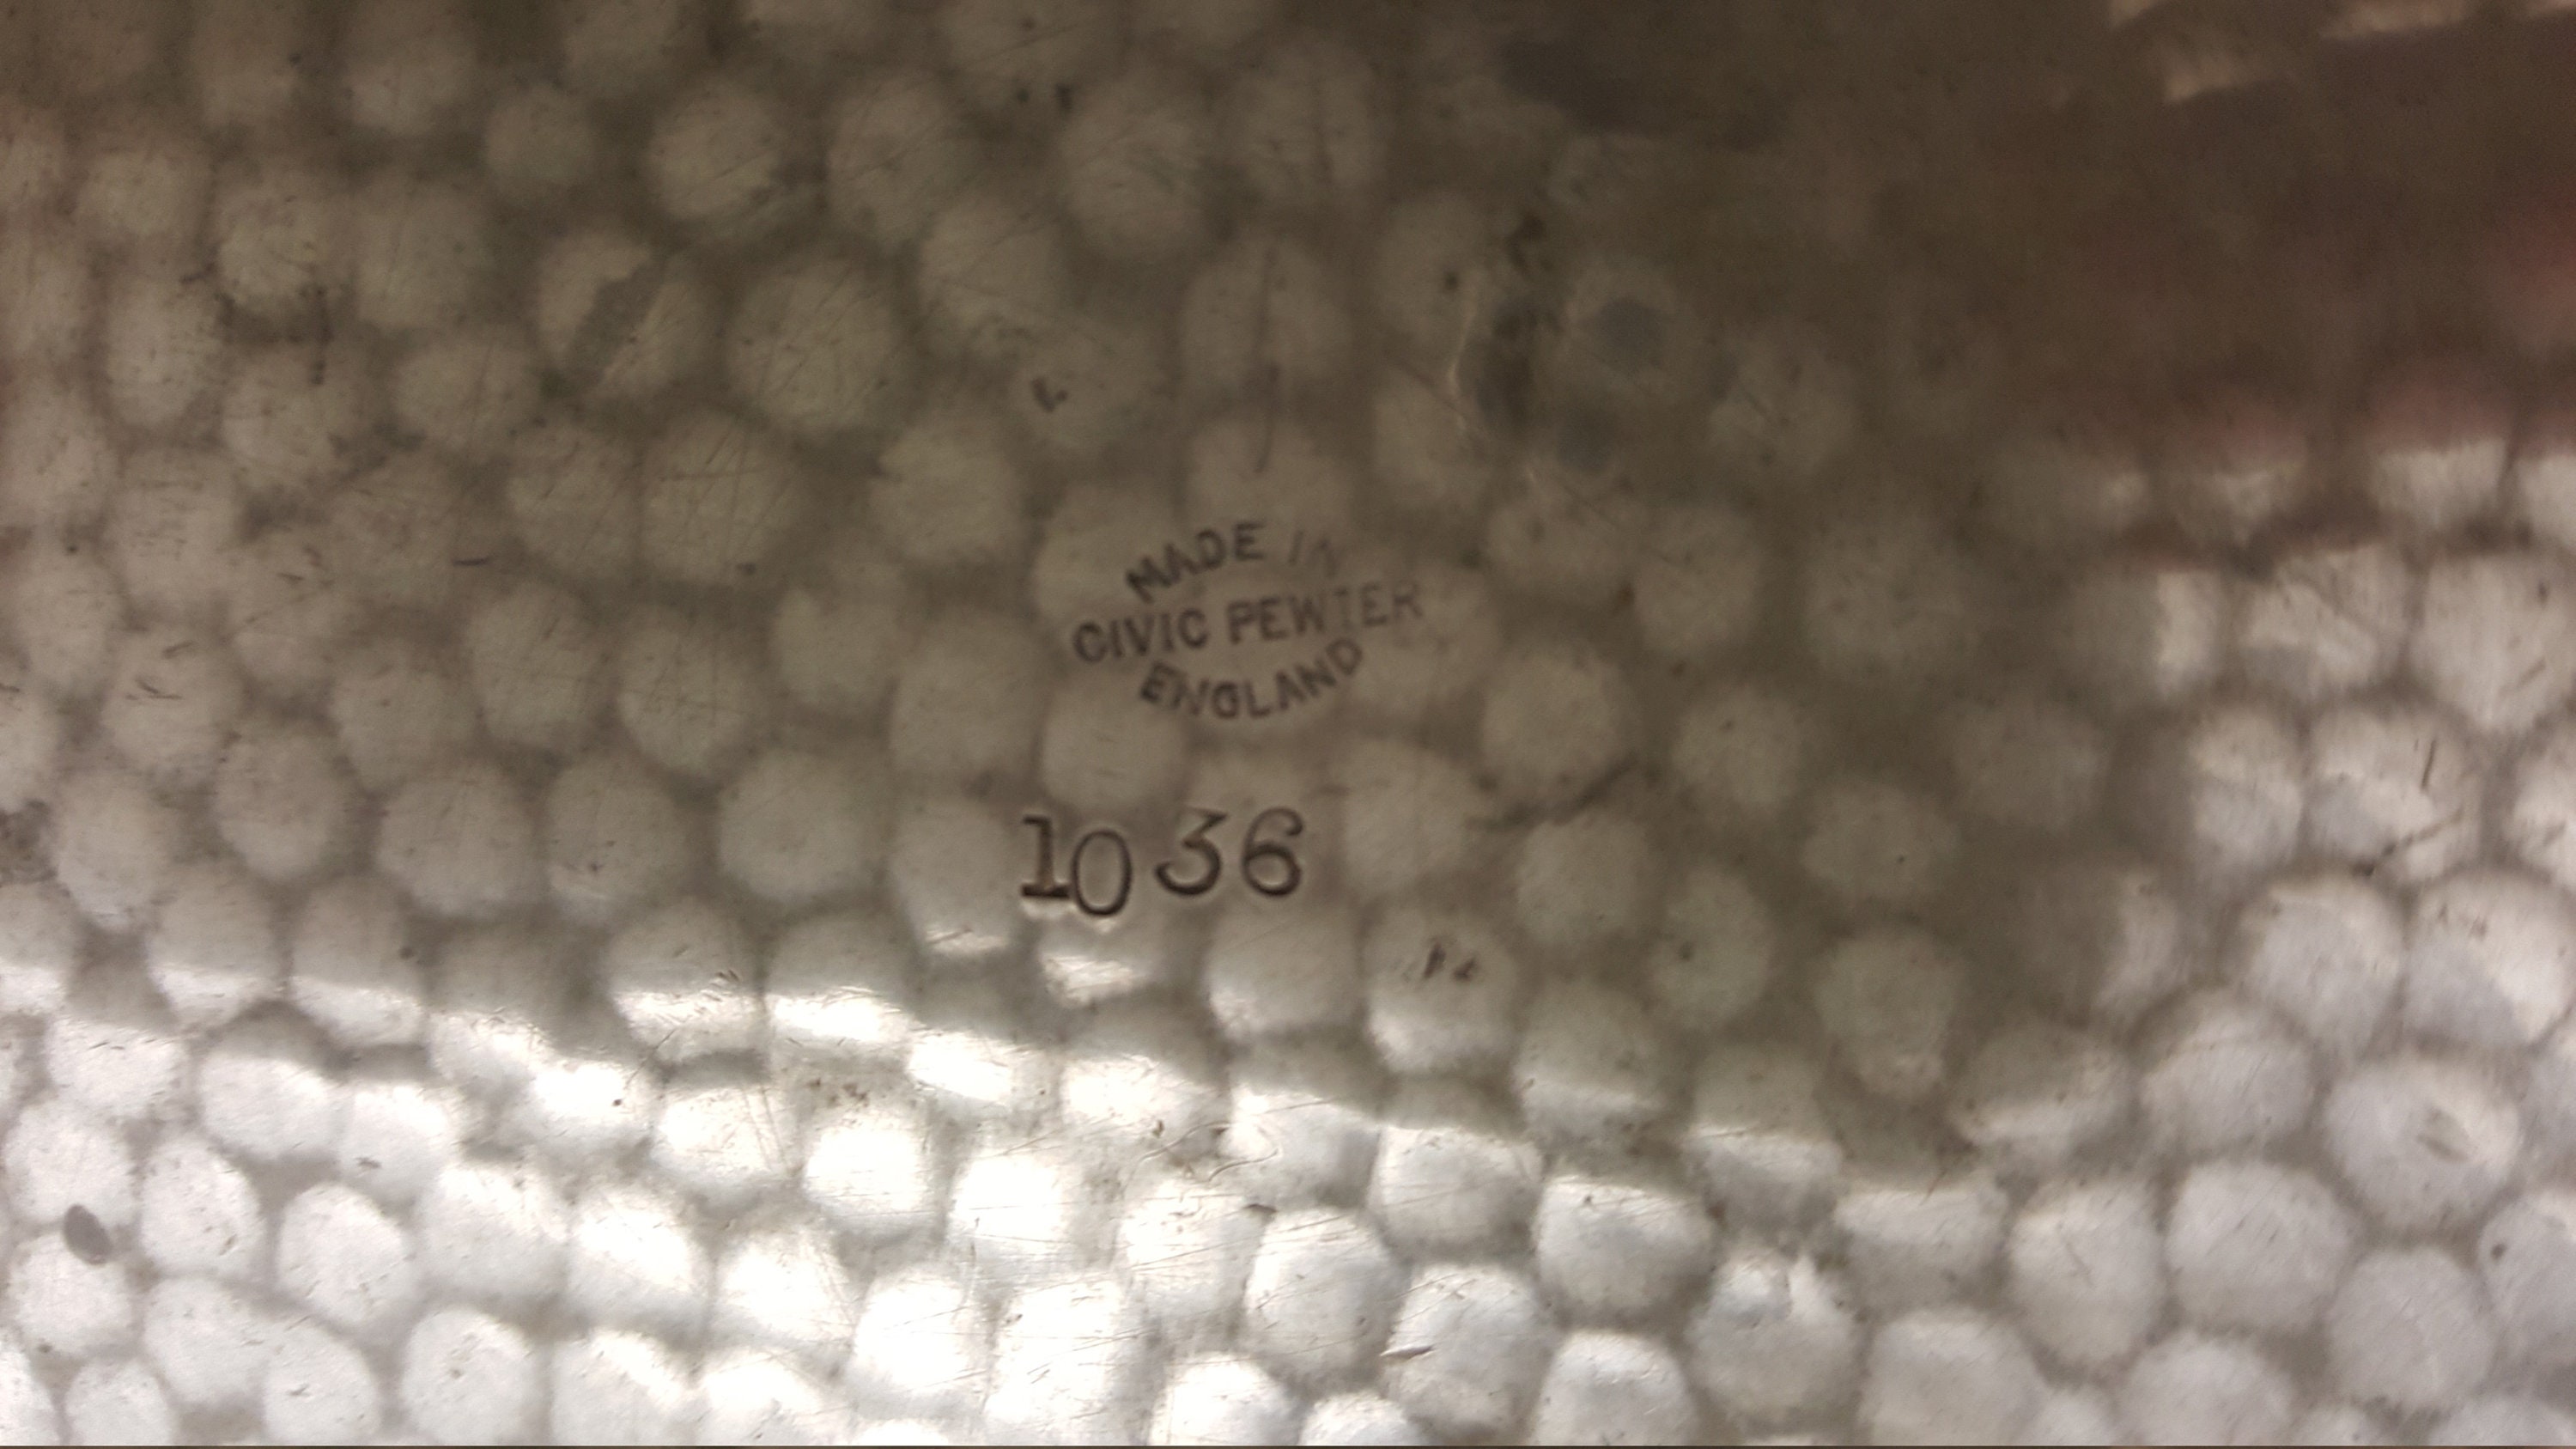 MADE IN
CIVIC PEWTER
ENGLAND
1036